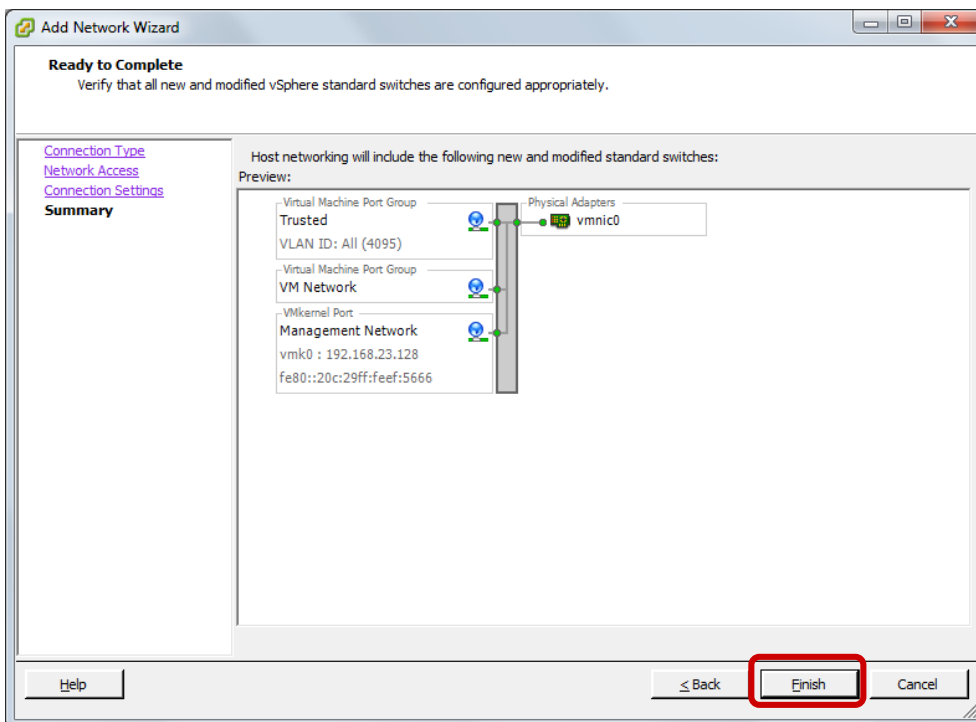 Add Network Wizard
Ready to Complete
Verify that all new and modified vSphere standard switches are configured appropriately.
Connection Type
Network Access
Connection Settings
Summary
Host networking will include the following new and modified standard switches:
Preview:
Virtual Machine Port Group
Trusted
VLAN ID: All (4095)
Virtual Machine Port Group
VM Network
VMkernel Port
Management Network
vmk0 : 192.168.23.128
fe80::20c:29ff:feef:5666
Physical Adapters
vmnic0
Help
< Back
Finish
Cancel